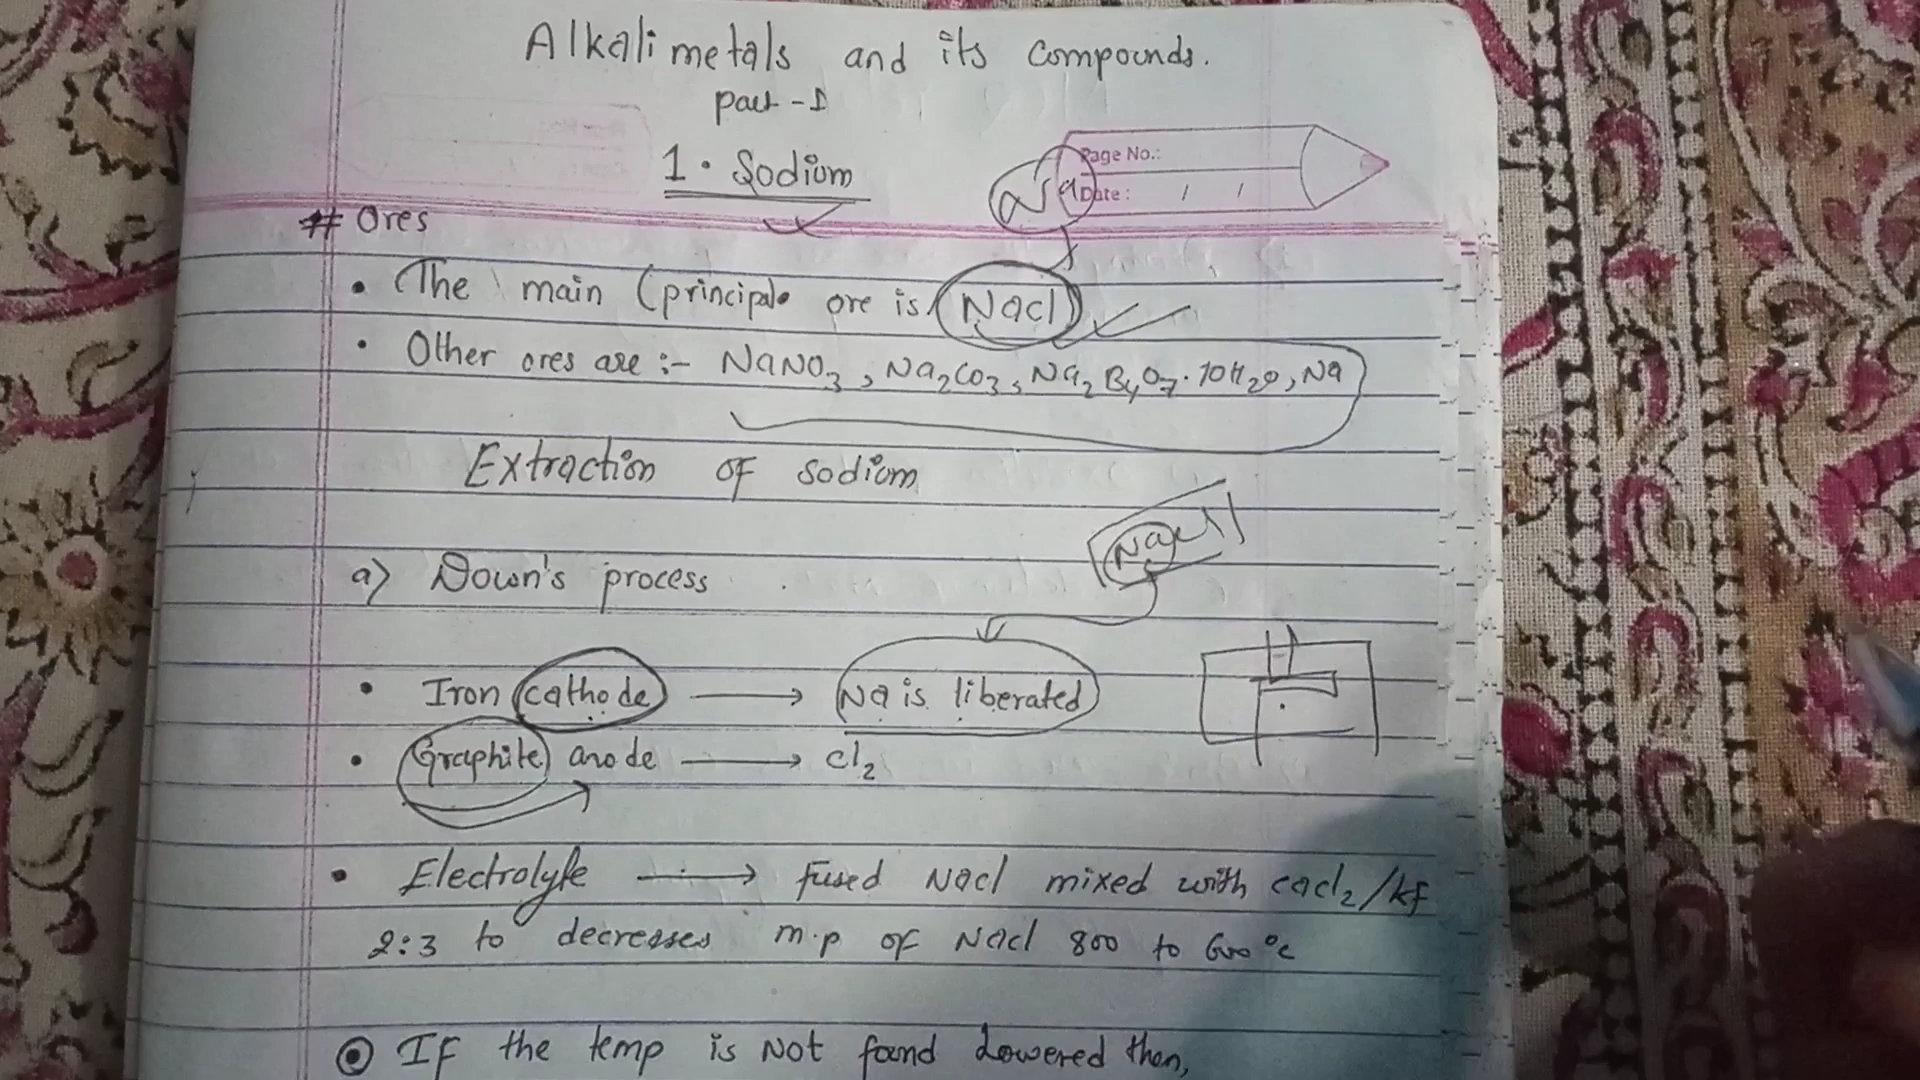 Alkali metals and its compounds.
part - I
1. Sodium
Page No.:
Date: / /
Na
# Ores
• The main (principal ore is (NaCl)
• Other ores are :- NaNO3, Na2CO3, Na2B4O7.10H2O, Na
Extraction of sodium
NaCl
a) Down's process
• Iron cathode → Na is liberated
• Graphite anode → Cl2
• Electrolyte → fused NaCl mixed with CaCl2/KF
2:3 to decreases m.p of NaCl 800 to 600°C
⊙ IF the temp is Not found Lowered then,